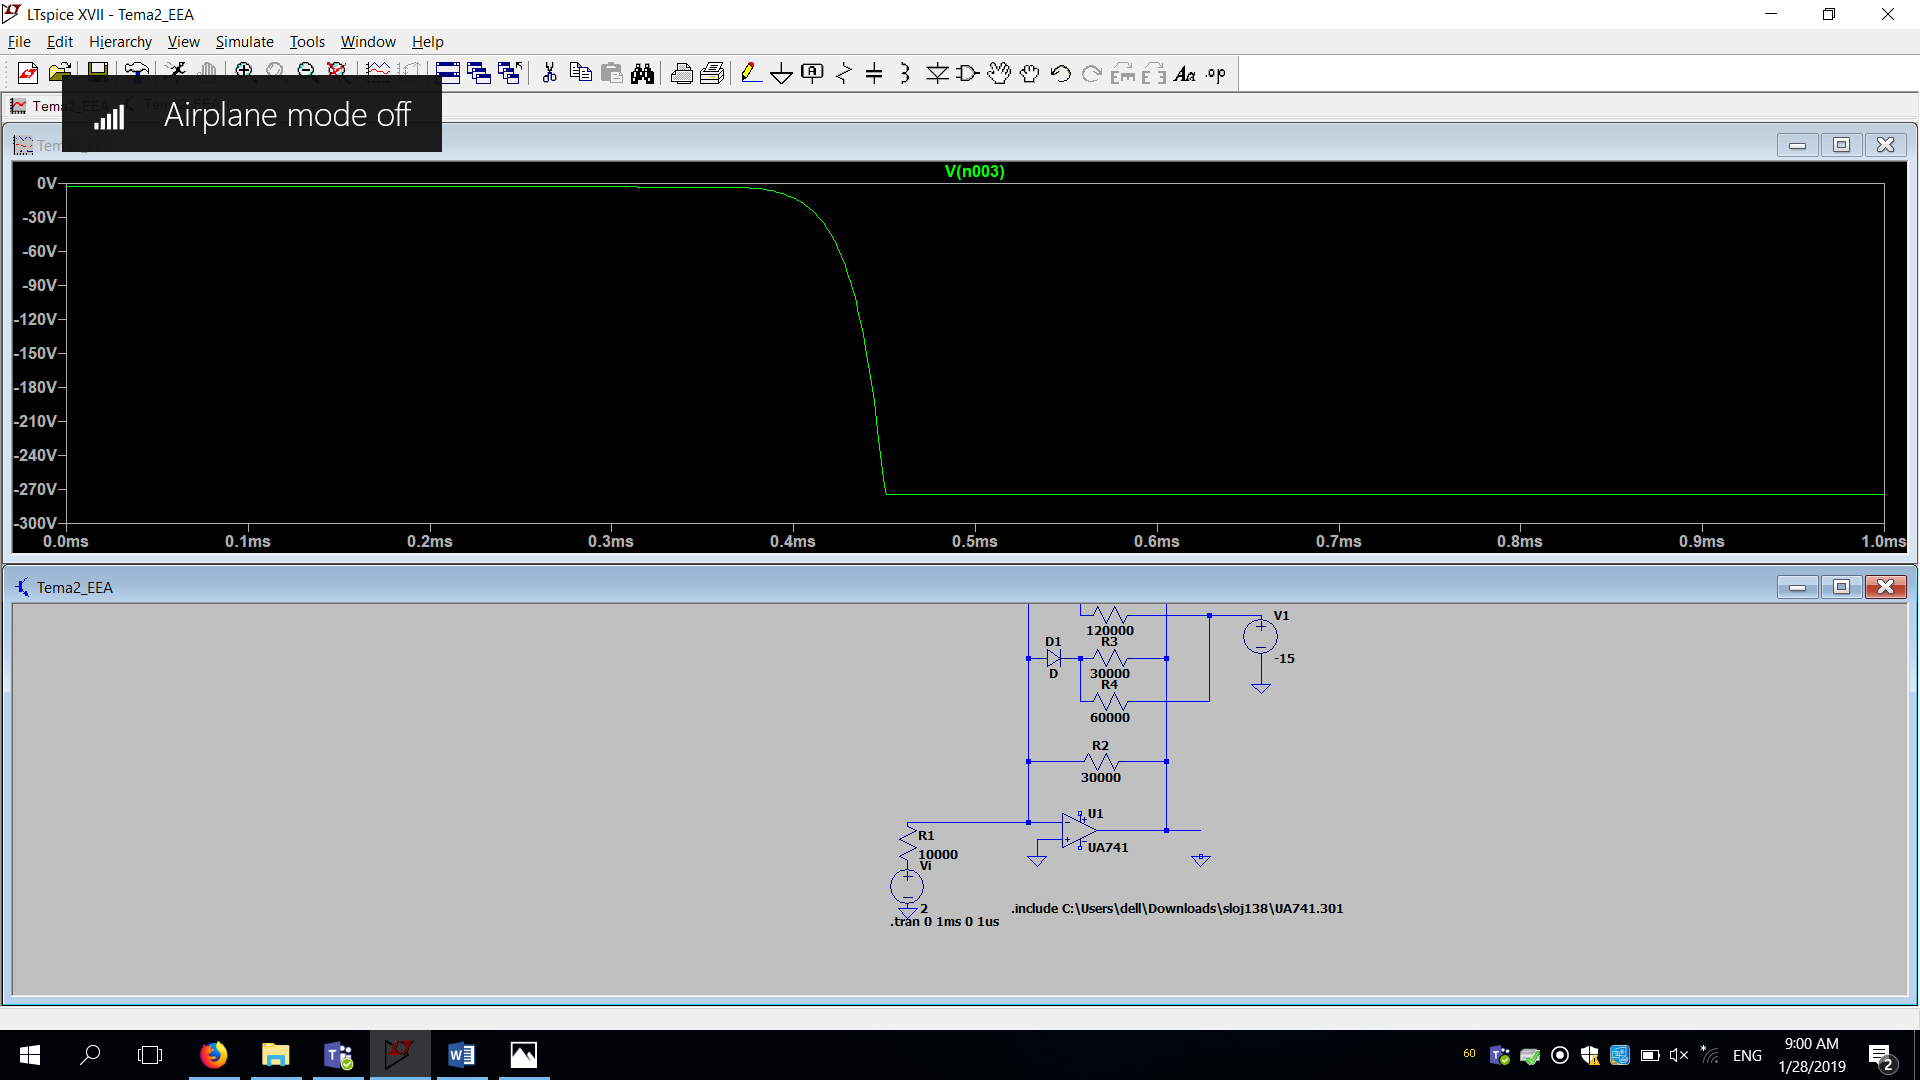 LTspice XVII - Tema2_EEA
File Edit Hierarchy View Simulate Tools Window Help
Airplane mode off
V(n003)
0V
-30V
-60V
-90V
-120V
-150V
-180V
-210V
-240V
-270V
-300V
0.0ms 0.1ms 0.2ms 0.3ms 0.4ms 0.5ms 0.6ms 0.7ms 0.8ms 0.9ms 1.0ms
Tema2_EEA
V1
-15
120000
D1
D
R3
30000
R4
60000
R2
30000
U1
UA741
R1
10000
Vi
2
.tran 0 1ms 0 1us
.include C:\Users\dell\Downloads\sloj138\UA741.301
60
ENG
9:00 AM
1/28/2019
2